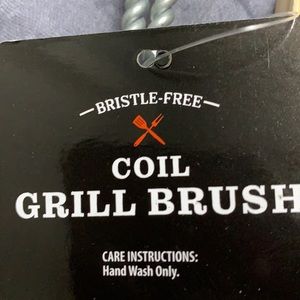 BRISTLE-FREE
COIL
GRILL BRUSH
CARE INSTRUCTIONS:
Hand Wash Only.